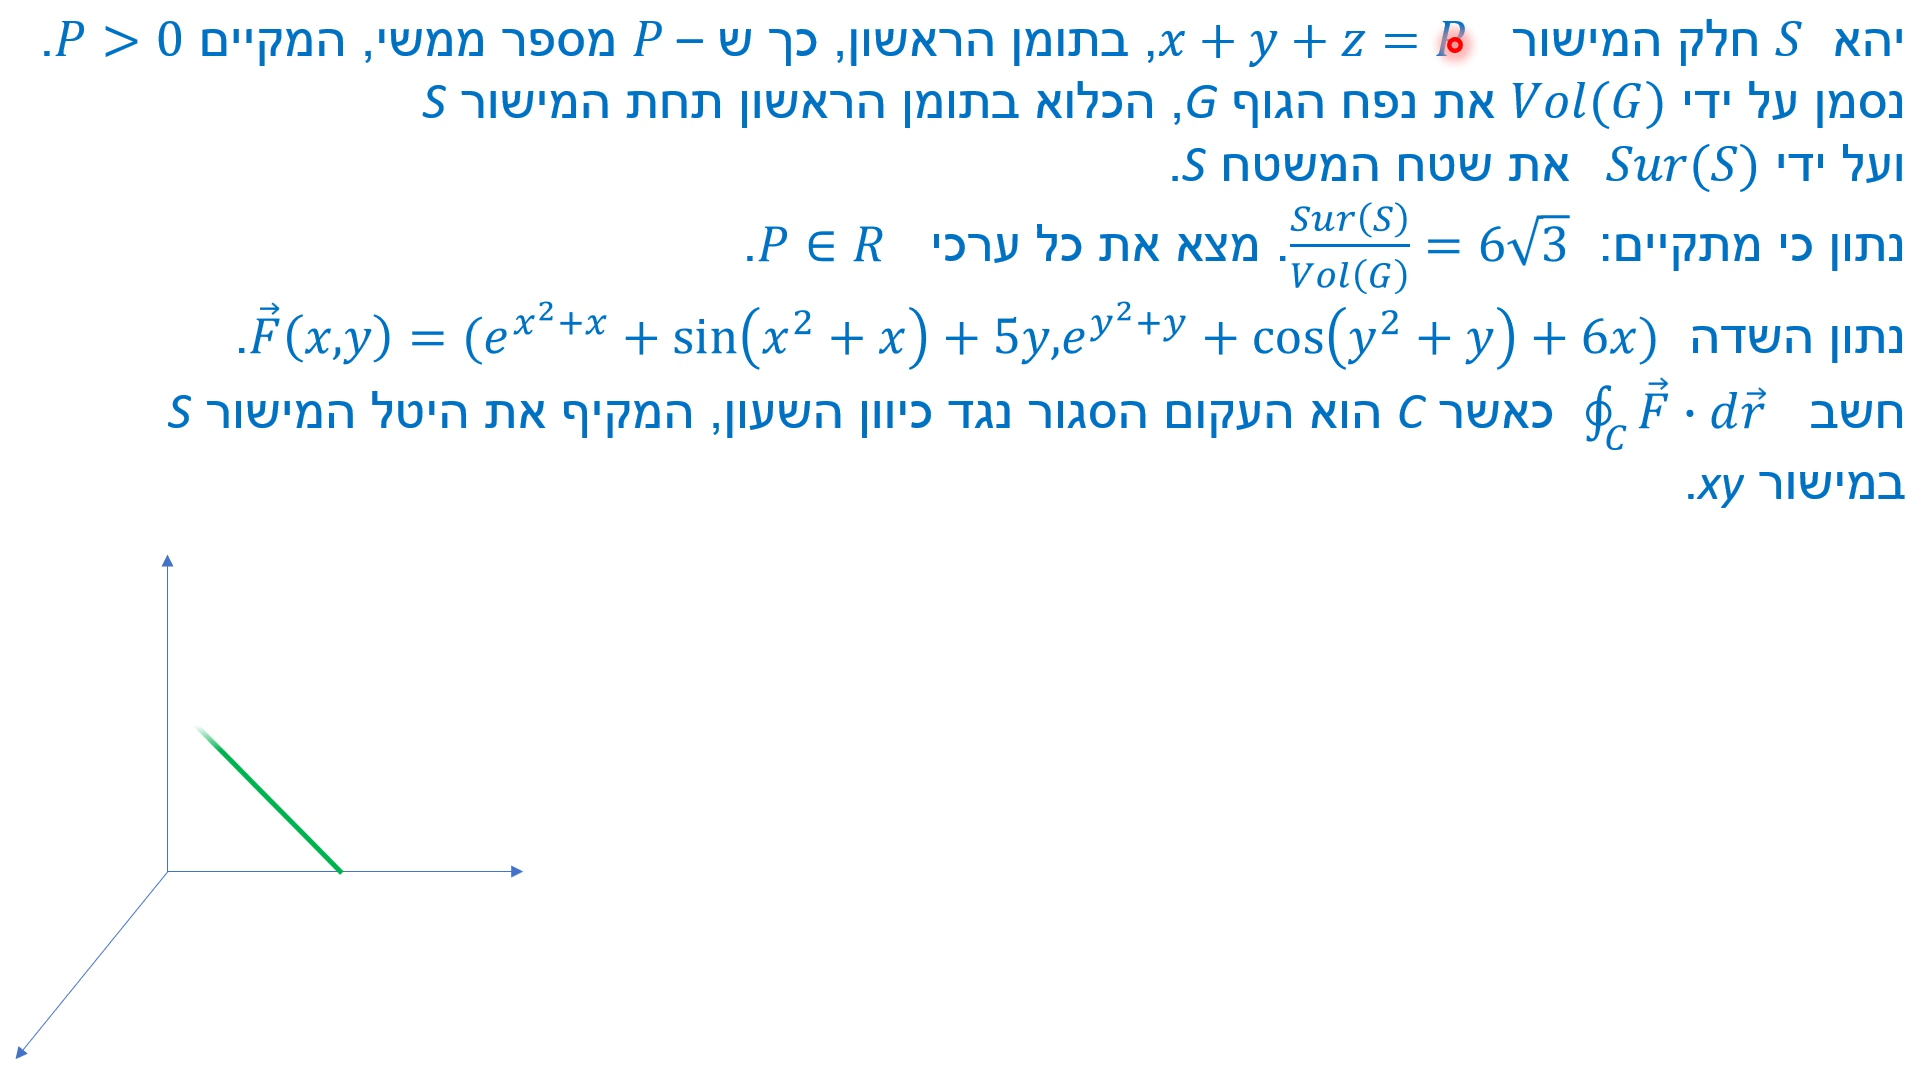 יהא S חלק המישור x + y + z = P, בתומן הראשון, כך ש – P מספר ממשי, המקיים P > 0.
נסמן על ידי Vol(G) את נפח הגוף G, הכלוא בתומן הראשון תחת המישור S
ועל ידי Sur(S) את שטח המשטח S.
נתון כי מתקיים: Sur(S)/Vol(G) = 6√3. מצא את כל ערכי P ∈ R.
נתון השדה F⃗(x,y) = (e^{x²+x} + sin(x² + x) + 5y, e^{y²+y} + cos(y² + y) + 6x).
חשב ∮_C F⃗ · dr⃗ כאשר C הוא העקום הסגור נגד כיוון השעון, המקיף את היטל המישור S
במישור xy.